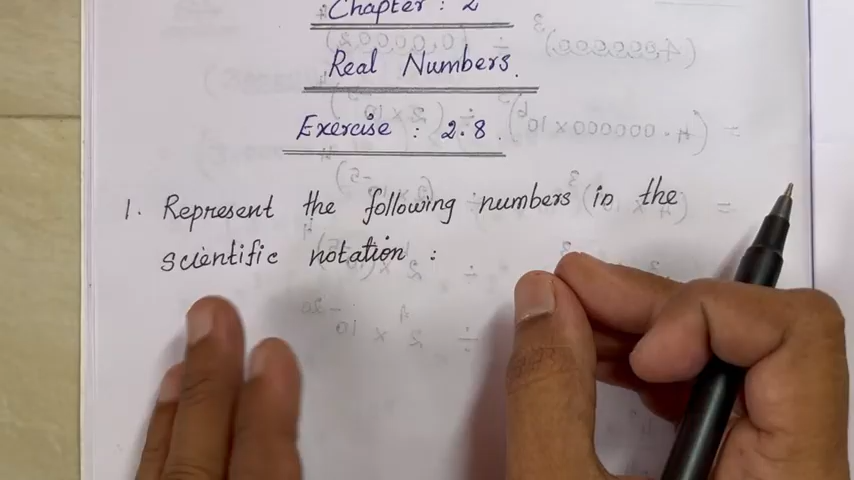 Chapter : 2
Real Numbers.
Exercise : 2.8.
1. Represent the following numbers in the
scientific notation :